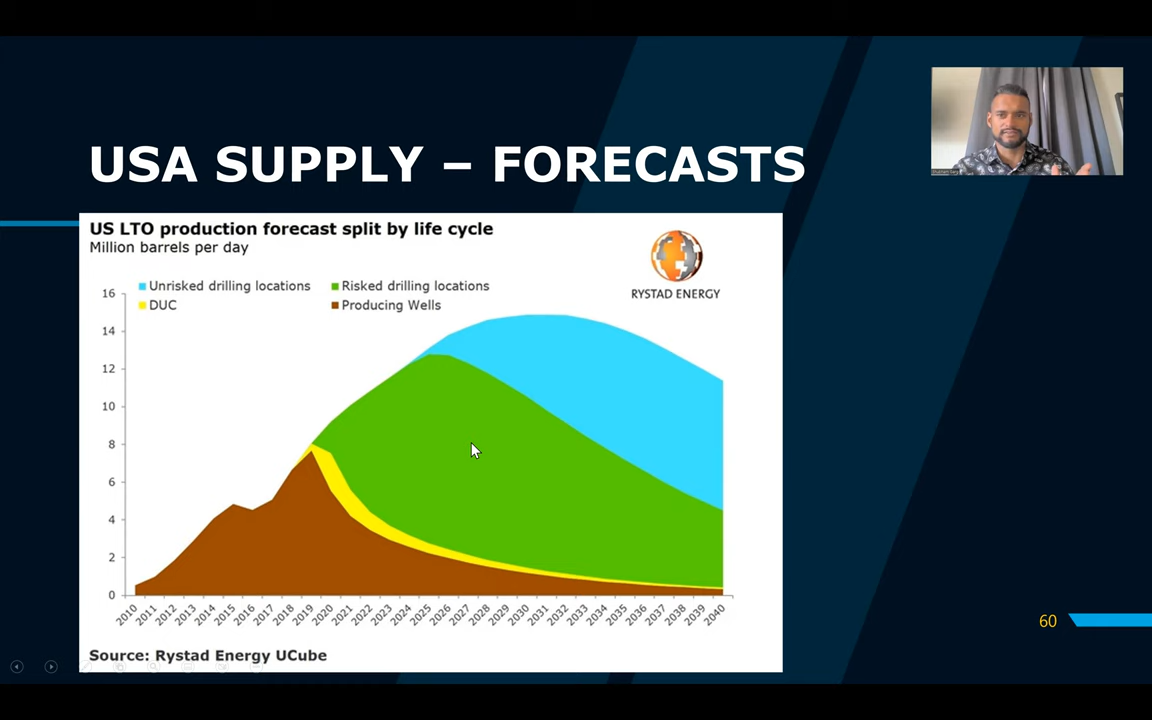 USA SUPPLY – FORECASTS
US LTO production forecast split by life cycle
Million barrels per day
RYSTAD ENERGY
Unrisked drilling locations
Risked drilling locations
DUC
Producing Wells
16
14
12
10
8
6
4
2
0
2010 2011 2012 2013 2014 2015 2016 2017 2018 2019 2020 2021 2022 2023 2024 2025 2026 2027 2028 2029 2030 2031 2032 2033 2034 2035 2036 2037 2038 2039 2040
Source: Rystad Energy UCube
60